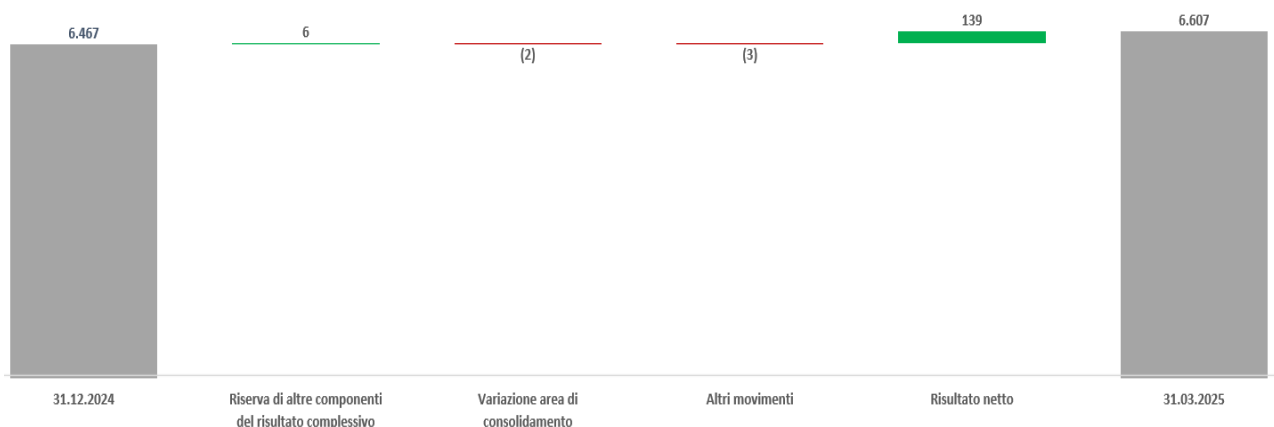 6.467
6
(2)
(3)
139
6.607
31.12.2024
Riserva di altre componenti
del risultato complessivo
Variazione area di
consolidamento
Altri movimenti
Risultato netto
31.03.2025